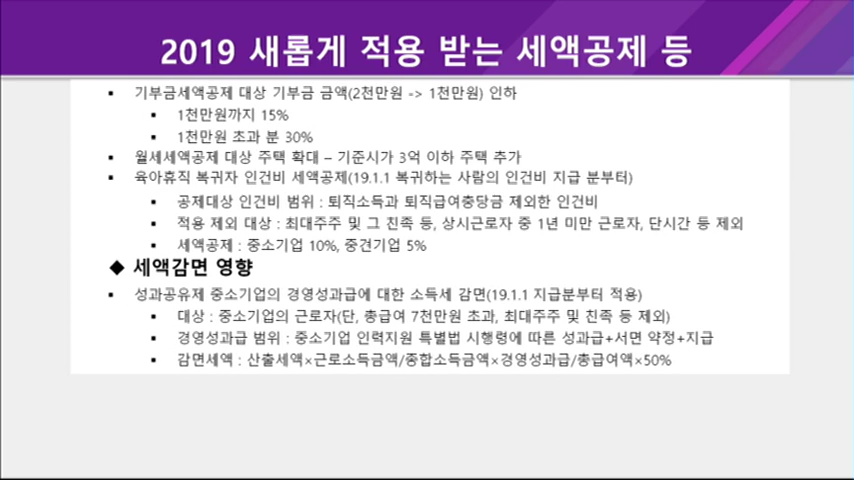 2019 새롭게 적용 받는 세액공제 등
▪ 기부금세액공제 대상 기부금 금액(2천만원 -> 1천만원) 인하
▪ 1천만원까지 15%
▪ 1천만원 초과 분 30%
▪ 월세세액공제 대상 주택 확대 – 기준시가 3억 이하 주택 추가
▪ 육아휴직 복귀자 인건비 세액공제(19.1.1 복귀하는 사람의 인건비 지급 분부터)
▪ 공제대상 인건비 범위 : 퇴직소득과 퇴직급여충당금 제외한 인건비
▪ 적용 제외 대상 : 최대주주 및 그 친족 등, 상시근로자 중 1년 미만 근로자, 단시간 등 제외
▪ 세액공제 : 중소기업 10%, 중견기업 5%
◆ 세액감면 영향
▪ 성과공유제 중소기업의 경영성과급에 대한 소득세 감면(19.1.1 지급분부터 적용)
▪ 대상 : 중소기업의 근로자(단, 총급여 7천만원 초과, 최대주주 및 친족 등 제외)
▪ 경영성과급 범위 : 중소기업 인력지원 특별법 시행령에 따른 성과급+서면 약정+지급
▪ 감면세액 : 산출세액×근로소득금액/종합소득금액×경영성과급/총급여액×50%